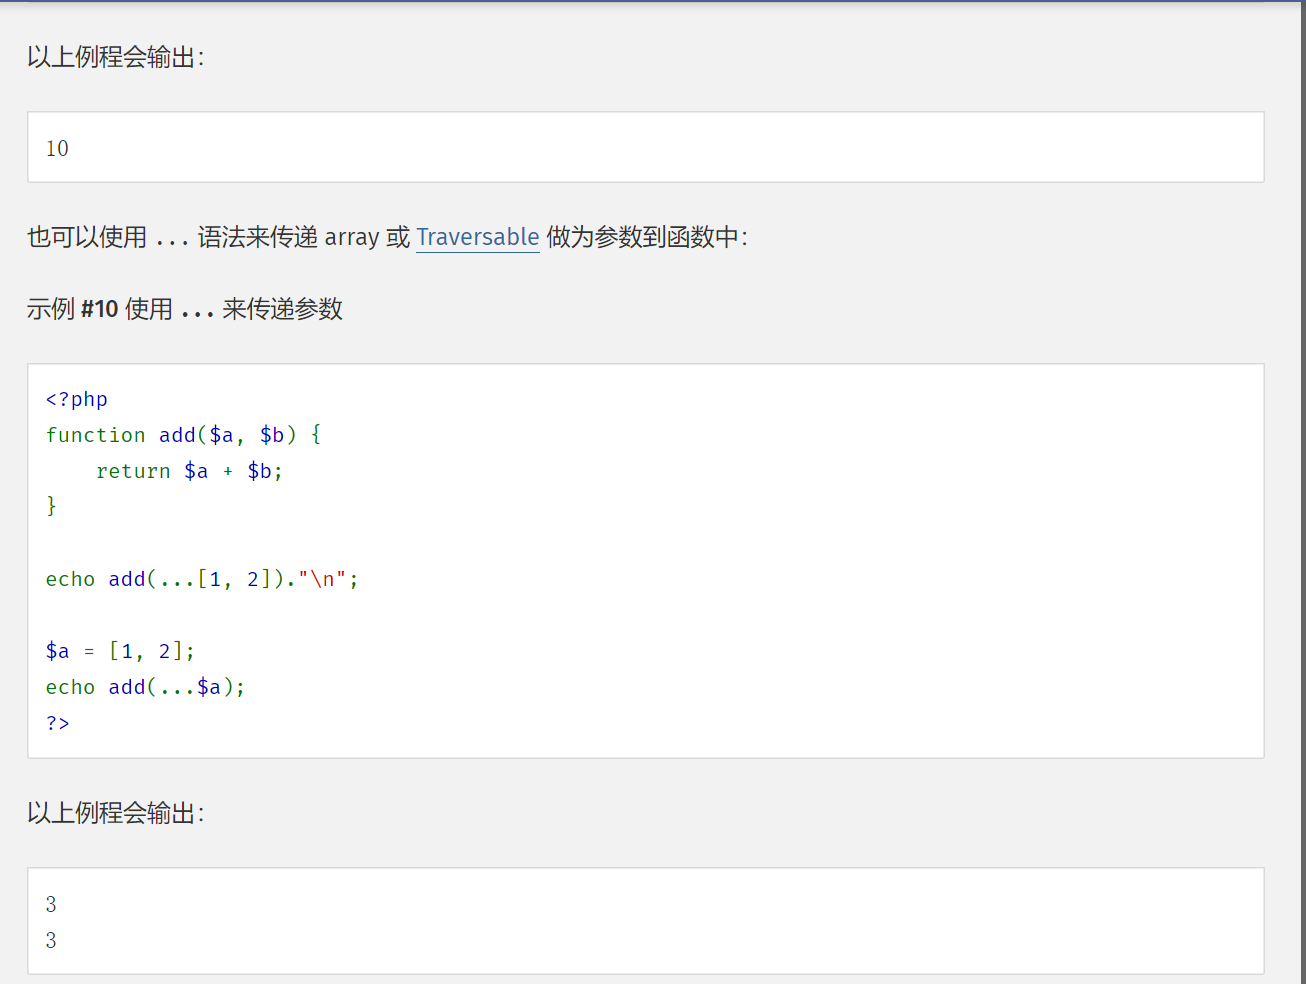 以上例程会输出：
10
也可以使用 ... 语法来传递 array 或 Traversable 做为参数到函数中：
示例 #10 使用 ... 来传递参数
<?php
function add($a, $b) {
    return $a + $b;
}
echo add(...[1, 2])."\n";
$a = [1, 2];
echo add(...$a);
?>
以上例程会输出：
3
3